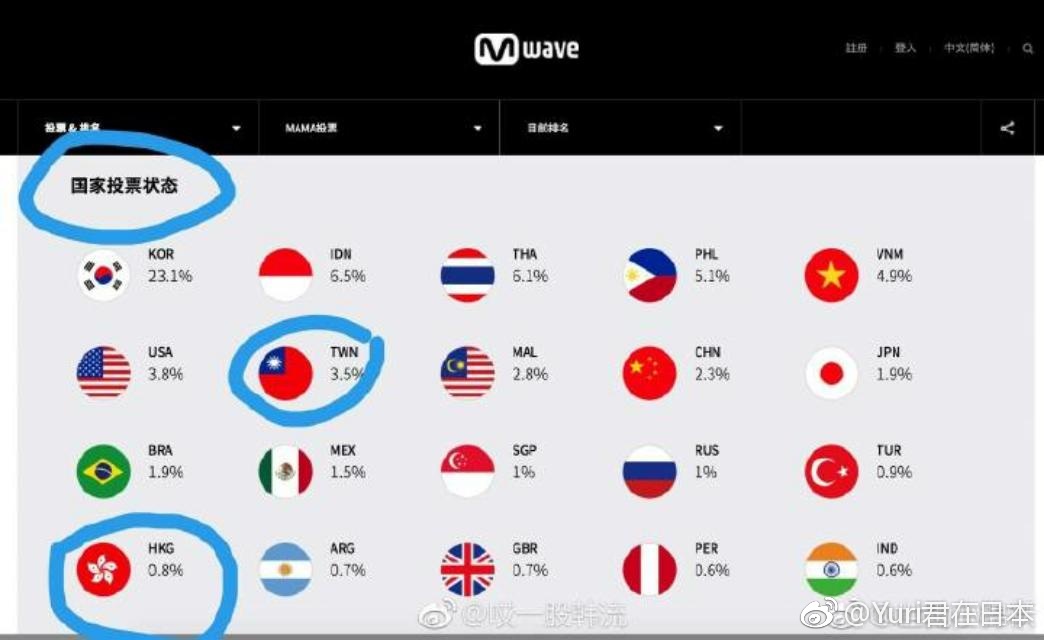 M wave
註册 登入 中文(简体)
投票 & 排名 MAMA投票 目前排名
国家投票状态
KOR IDN THA PHL VNM
23.1% 6.5% 6.1% 5.1% 4.9%
USA TWN MAL CHN JPN
3.8% 3.5% 2.8% 2.3% 1.9%
BRA MEX SGP RUS TUR
1.9% 1.5% 1% 1% 0.9%
HKG ARG GBR PER IND
0.8% 0.7% 0.7% 0.6% 0.6%
@哎一股韩流 @Yuri君在日本